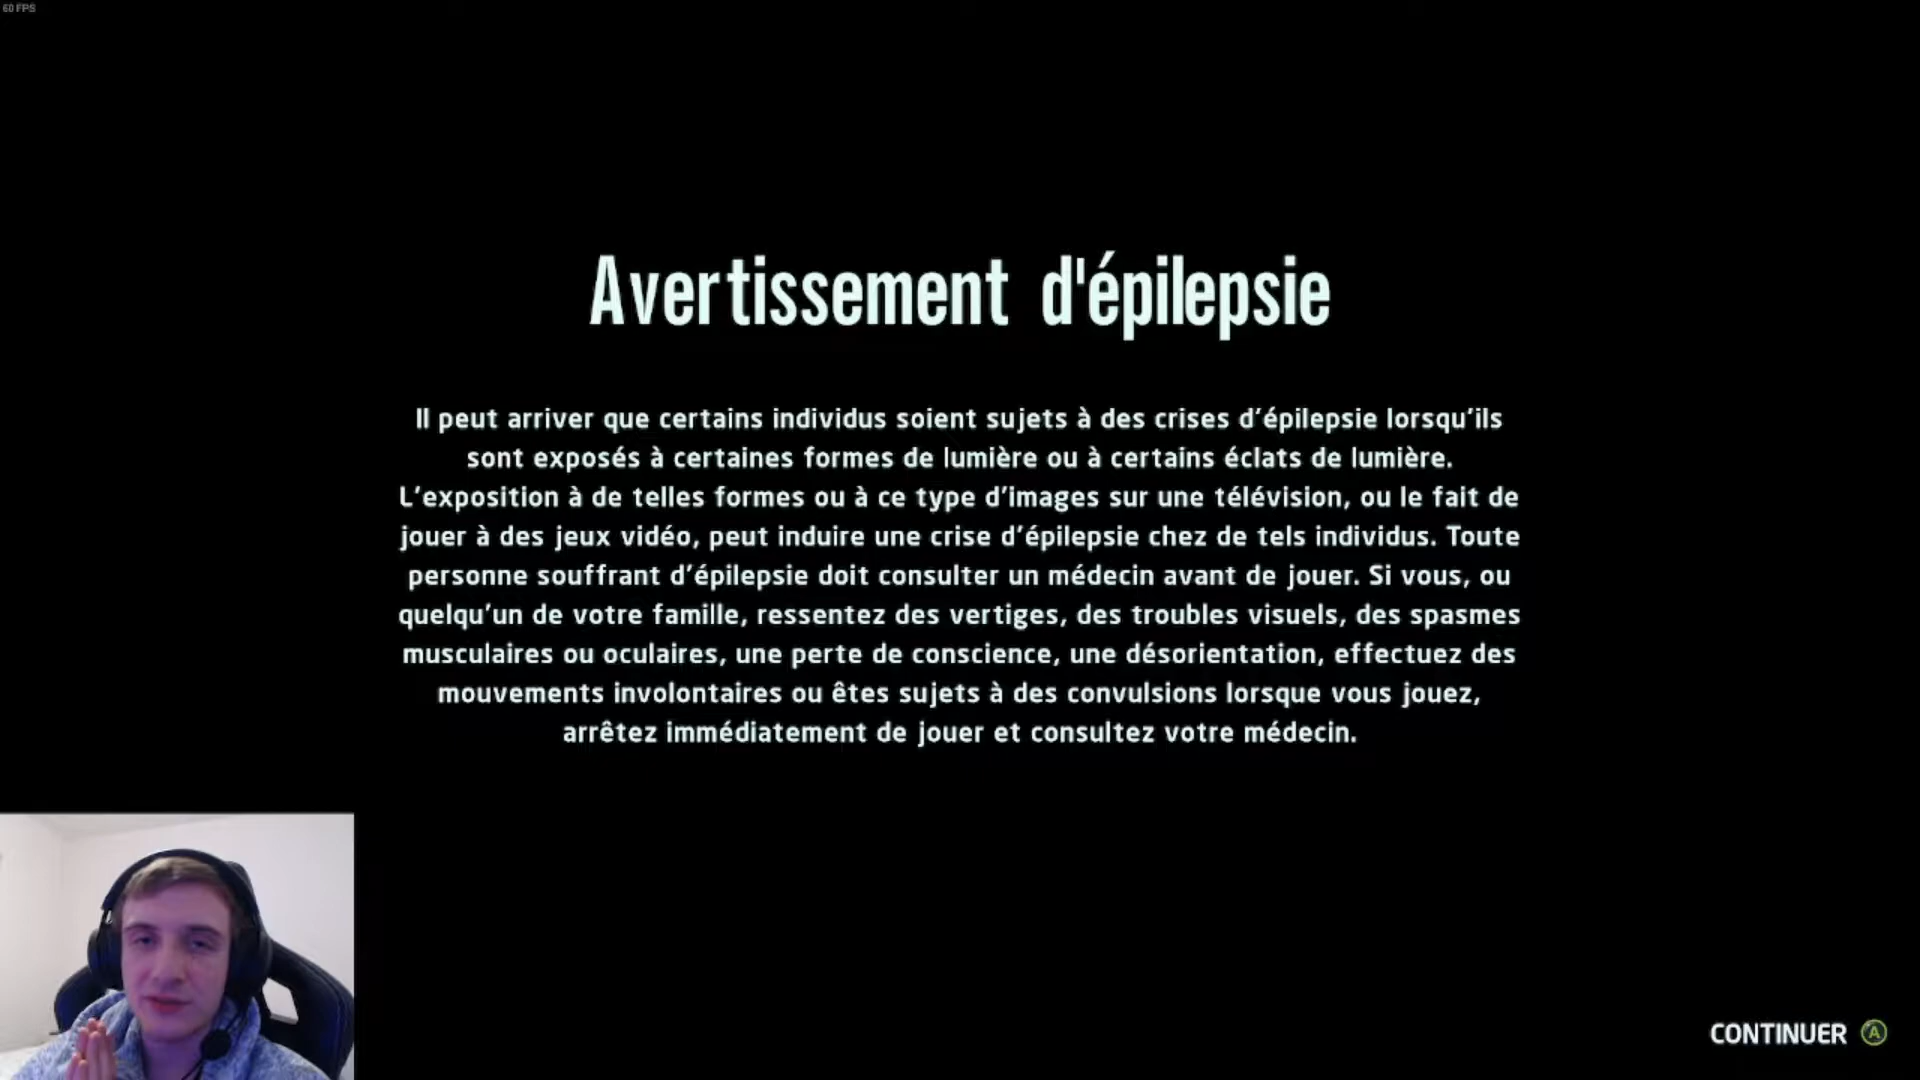 60 FPS
Avertissement d'épilepsie
Il peut arriver que certains individus soient sujets à des crises d’épilepsie lorsqu’ils
sont exposés à certaines formes de lumière ou à certains éclats de lumière.
L’exposition à de telles formes ou à ce type d’images sur une télévision, ou le fait de
jouer à des jeux vidéo, peut induire une crise d’épilepsie chez de tels individus. Toute
personne souffrant d’épilepsie doit consulter un médecin avant de jouer. Si vous, ou
quelqu’un de votre famille, ressentez des vertiges, des troubles visuels, des spasmes
musculaires ou oculaires, une perte de conscience, une désorientation, effectuez des
mouvements involontaires ou êtes sujets à des convulsions lorsque vous jouez,
arrêtez immédiatement de jouer et consultez votre médecin.
CONTINUER A